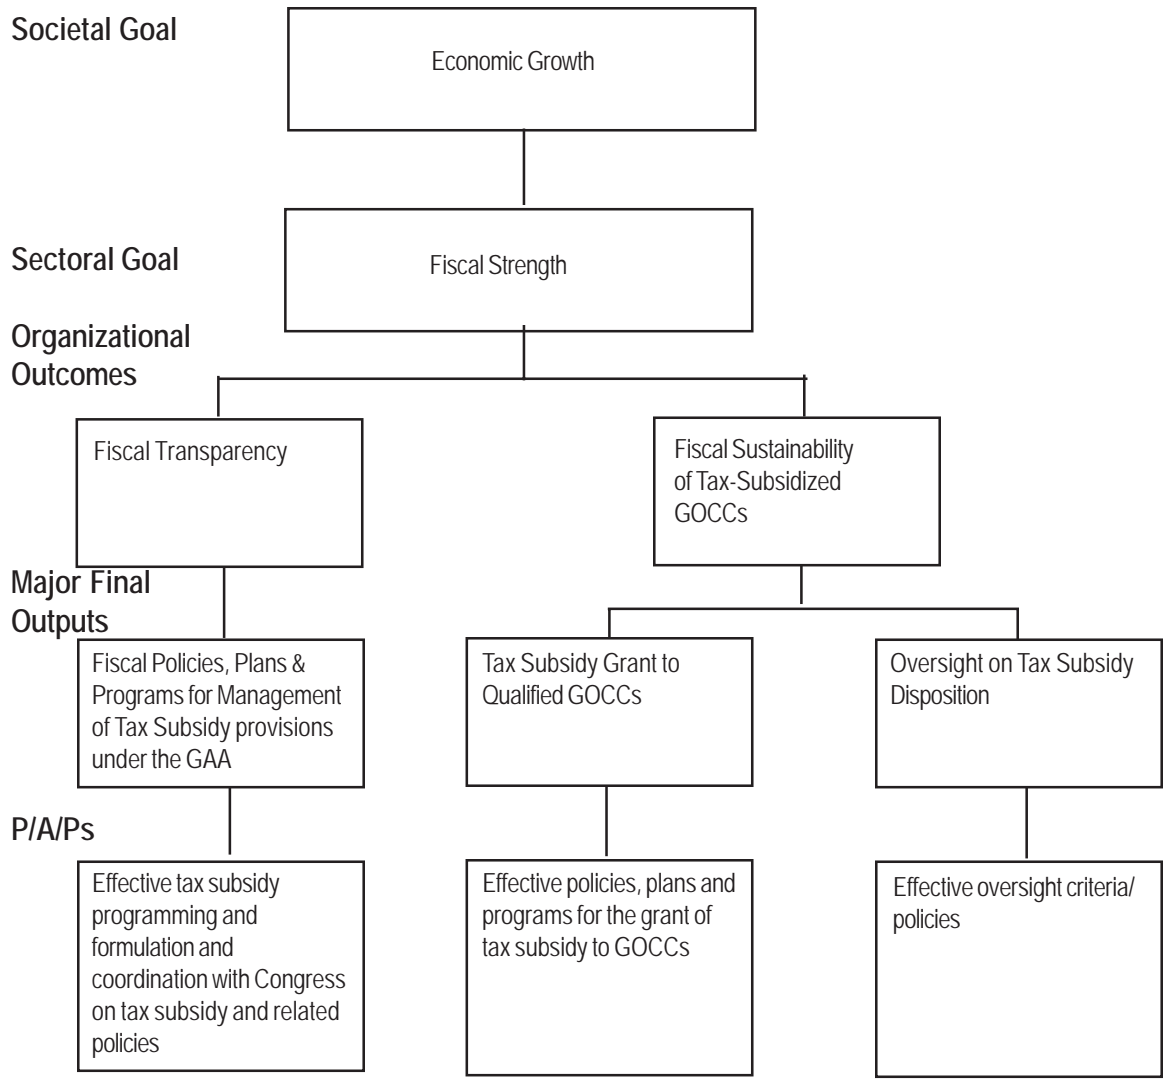 Societal Goal
Economic Growth
Sectoral Goal
Fiscal Strength
Organizational
Outcomes
Fiscal Transparency
Fiscal Sustainability
of Tax-Subsidized
GOCCs
Major Final
Outputs
Fiscal Policies, Plans &
Programs for Management
of Tax Subsidy provisions
under the GAA
Tax Subsidy Grant to
Qualified GOCCs
Oversight on Tax Subsidy
Disposition
P/A/Ps
Effective tax subsidy
programming and
formulation and
coordination with Congress
on tax subsidy and related
policies
Effective policies, plans and
programs for the grant of
tax subsidy to GOCCs
Effective oversight criteria/
policies